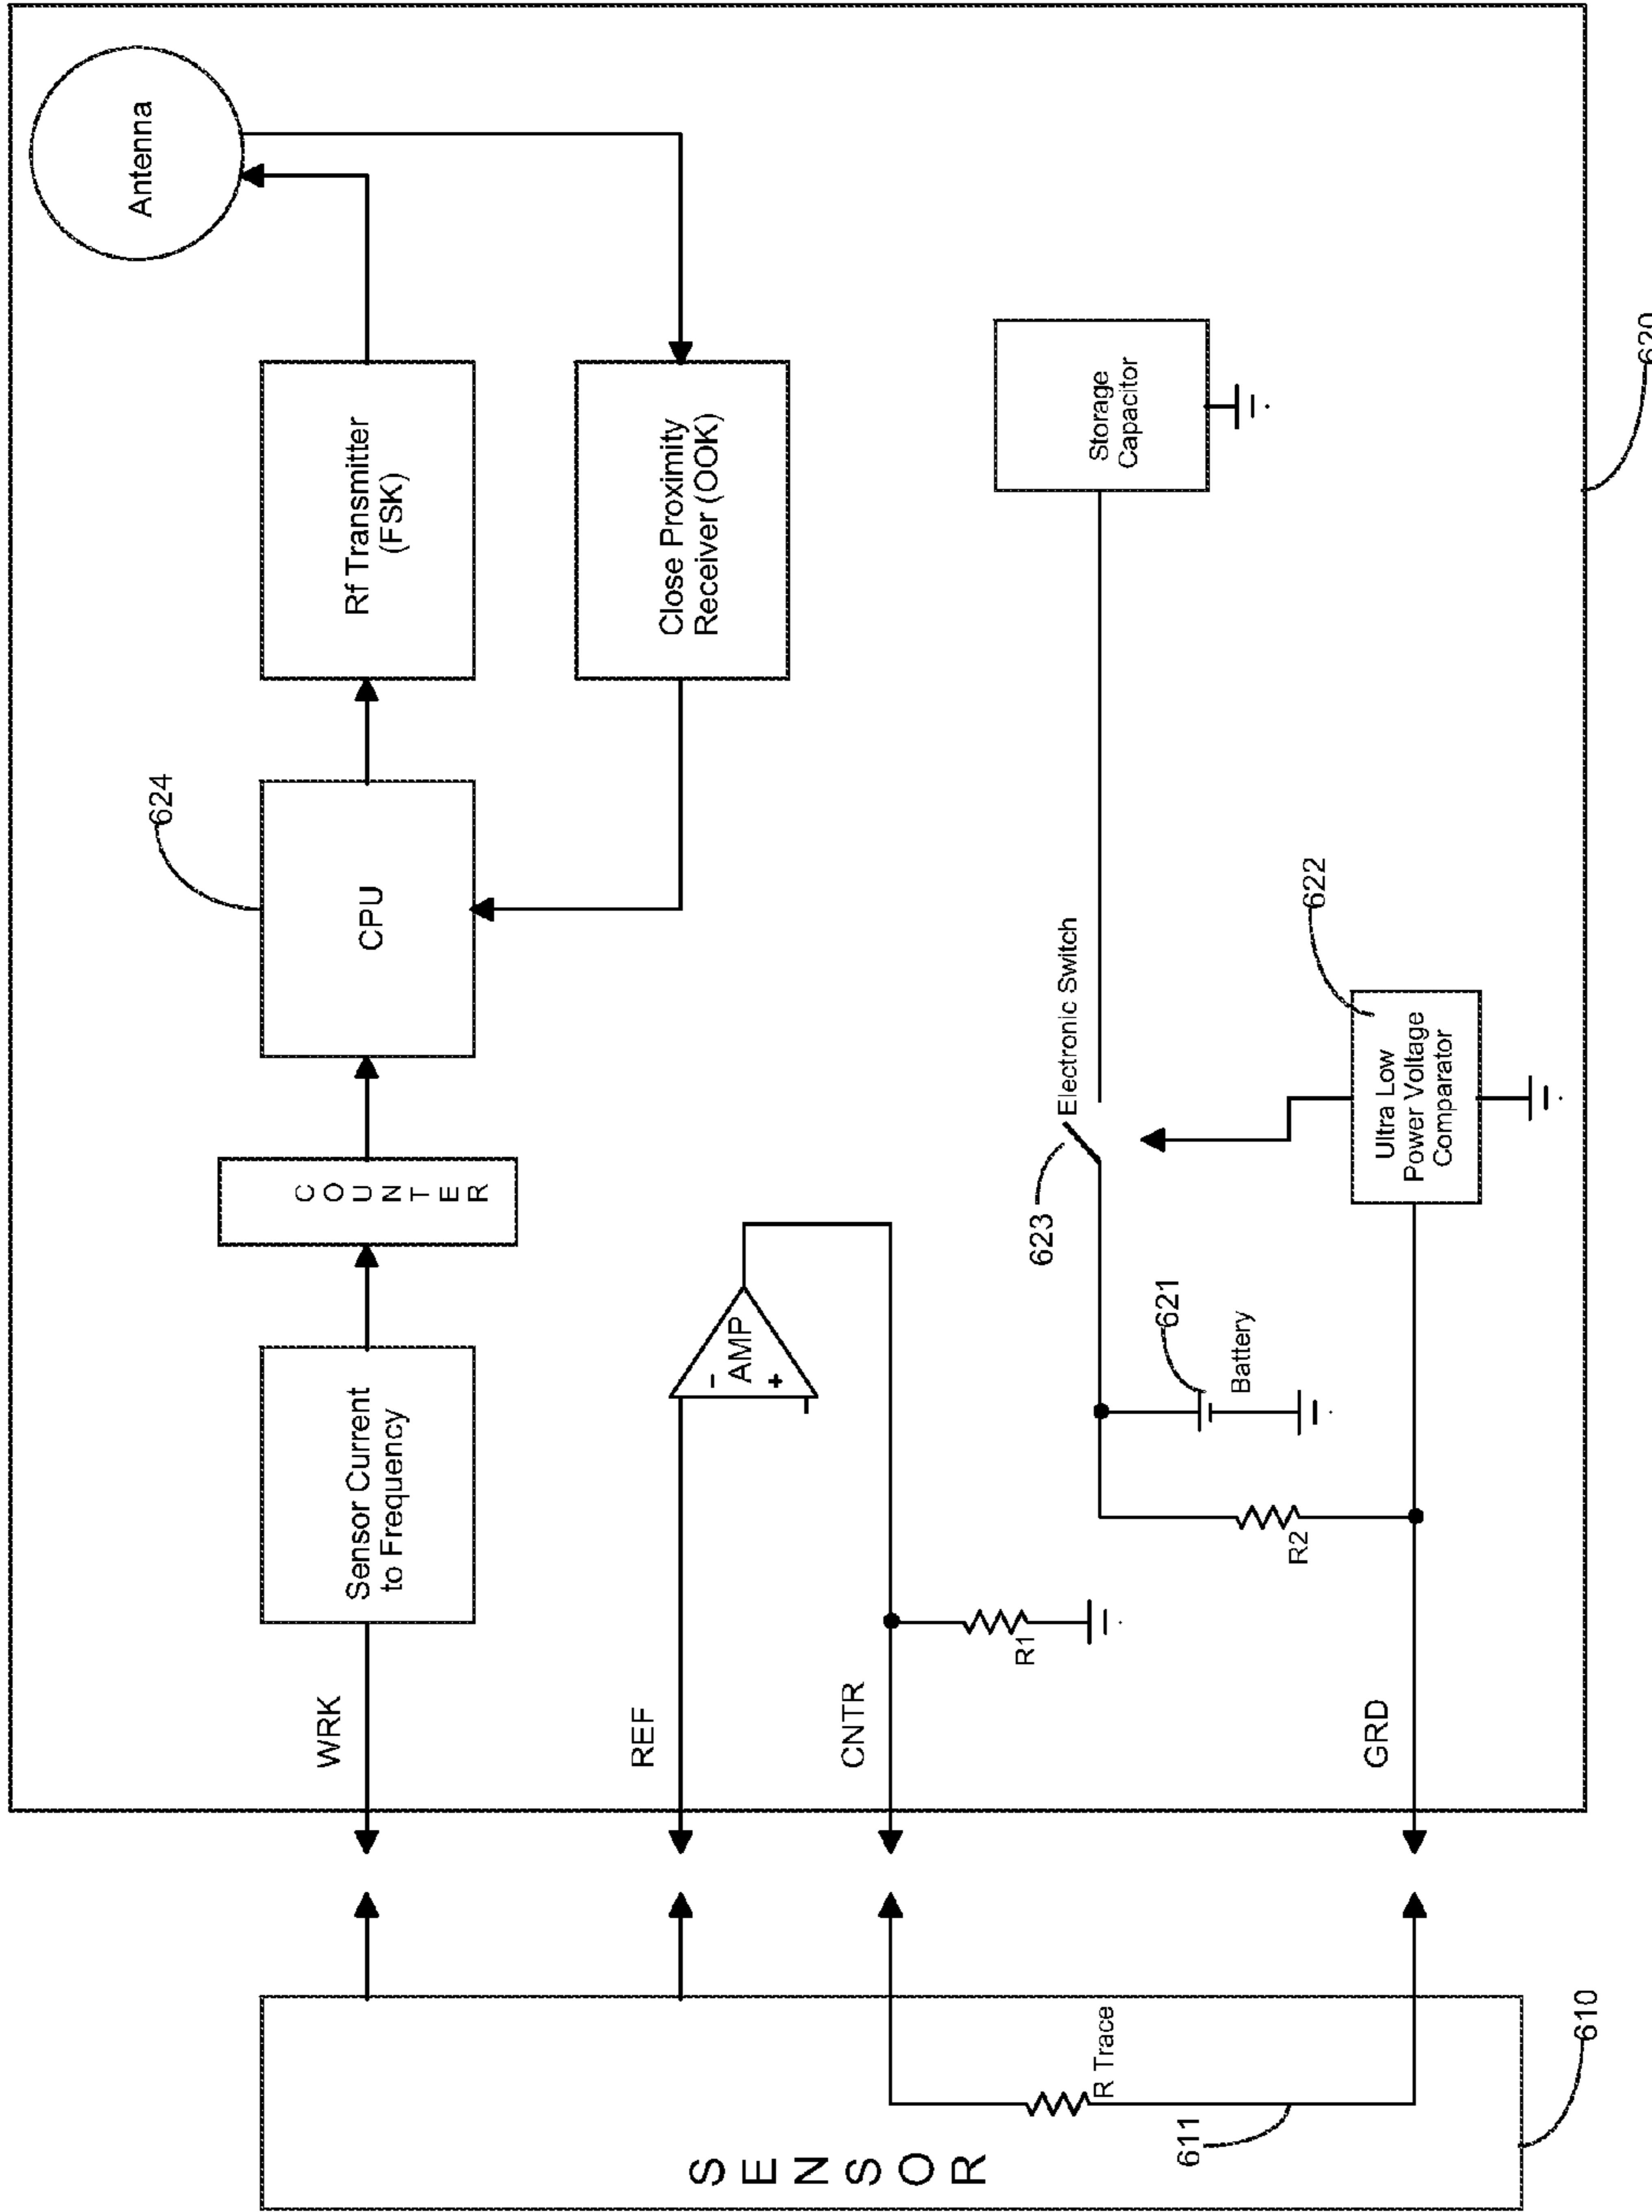 SENSOR
610
611
R Trace
WRK
REF
CNTR
GRD
Sensor Current
to Frequency
COUNTER
CPU
624
Rf Transmitter
(FSK)
Antenna
Close Proximity
Receiver (OOK)
-
AMP
+
R1
R2
621
Battery
623
Electronic Switch
Storage
Capacitor
Ultra Low
Power Voltage
Comparator
622
620